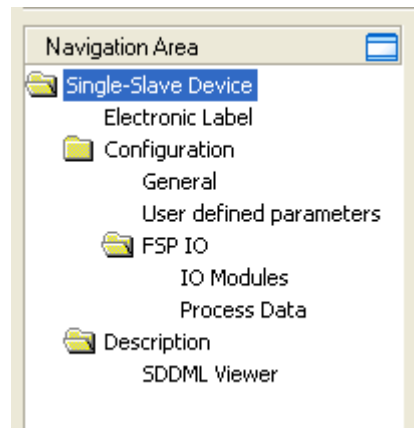 Navigation Area
Single-Slave Device
Electronic Label
Configuration
General
User defined parameters
FSP IO
IO Modules
Process Data
Description
SDDML Viewer